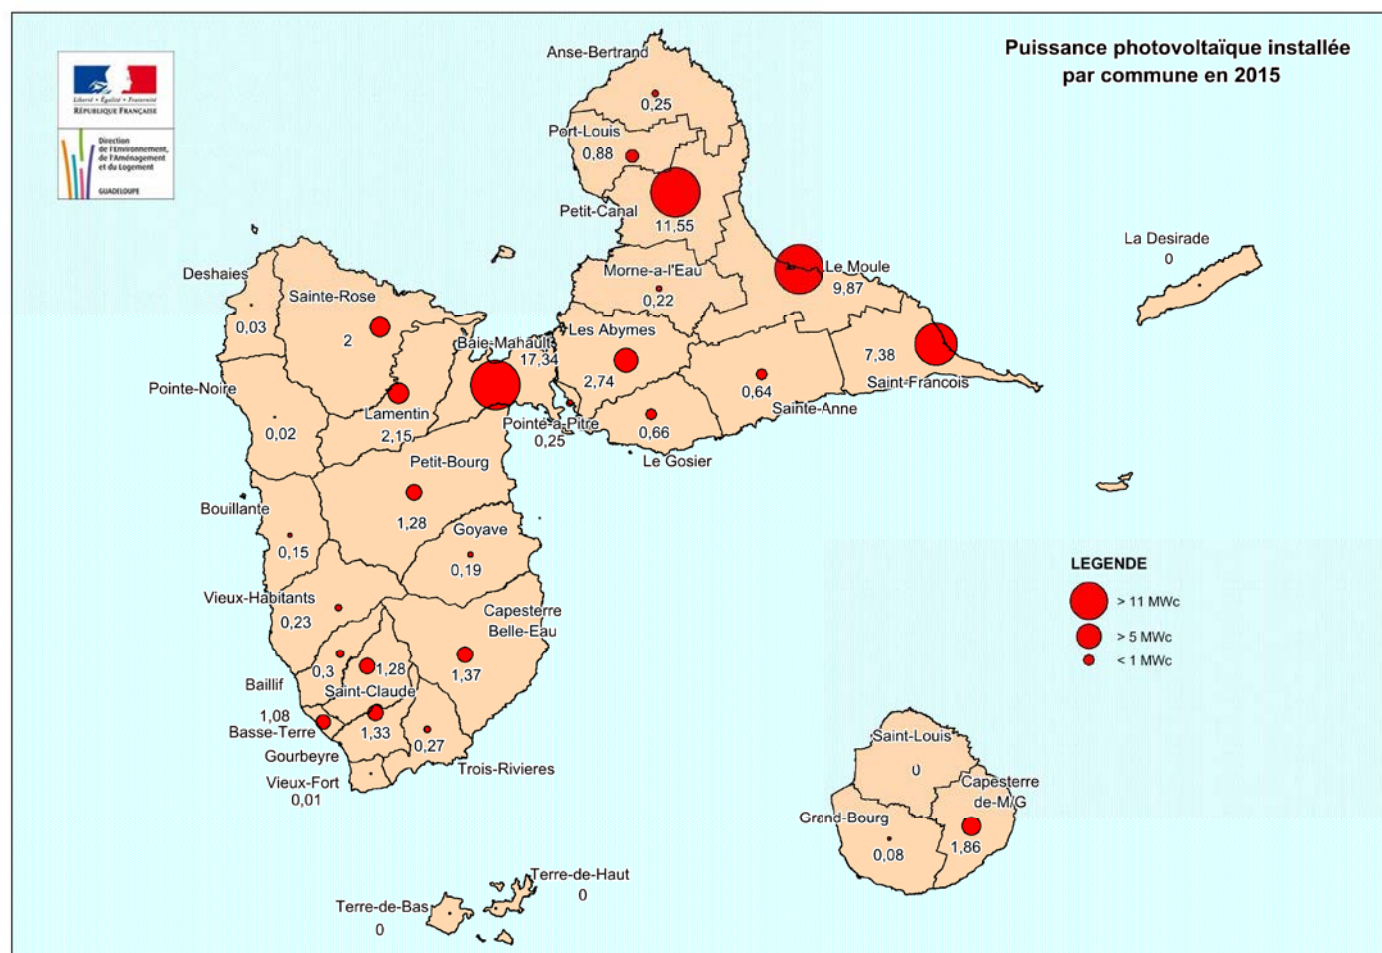 Puissance photovoltaïque installée
par commune en 2015
Liberté • Égalité • Fraternité
RÉPUBLIQUE FRANÇAISE
Direction
de l'Environnement,
de l'Aménagement
et du Logement
GUADELOUPE
Anse-Bertrand
0,25
Port-Louis
0,88
Petit-Canal
11,55
La Desirade
0
Deshaies
0,03
Sainte-Rose
2
Morne-a-l'Eau
0,22
Le Moule
9,87
Baie-Mahault
17,34
Les Abymes
2,74
7,38
Saint-Francois
Pointe-Noire
0,02
Lamentin
2,15
Pointe-a-Pitre
0,25
0,66
Le Gosier
0,64
Sainte-Anne
Petit-Bourg
1,28
Bouillante
0,15
Goyave
0,19
Vieux-Habitants
0,23
Capesterre
Belle-Eau
1,37
0,3
Baillif
1,28
Saint-Claude
1,08
Basse-Terre
1,33
Gourbeyre
0,27
Trois-Rivieres
Vieux-Fort
0,01
LEGENDE
> 11 MWc
> 5 MWc
< 1 MWc
Saint-Louis
0
Capesterre
de-M/G
1,86
Grand-Bourg
0,08
Terre-de-Haut
0
Terre-de-Bas
0